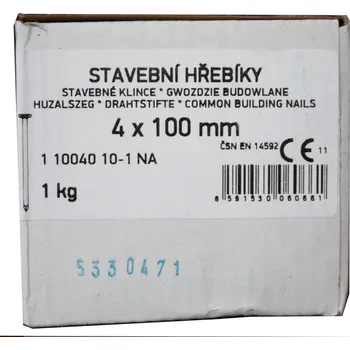 STAVEBNÍ HŘEBÍKY
STAVEBNÉ KLINCE * GWOZDZIE BUDOWLANE
HUZALSZEG * DRAHTSTIFTE * COMMON BUILDING NAILS
4 x 100 mm
ČSN EN 14592 CE 11
1 10040 10-1 NA
1 kg
8 591530 060661
5330471